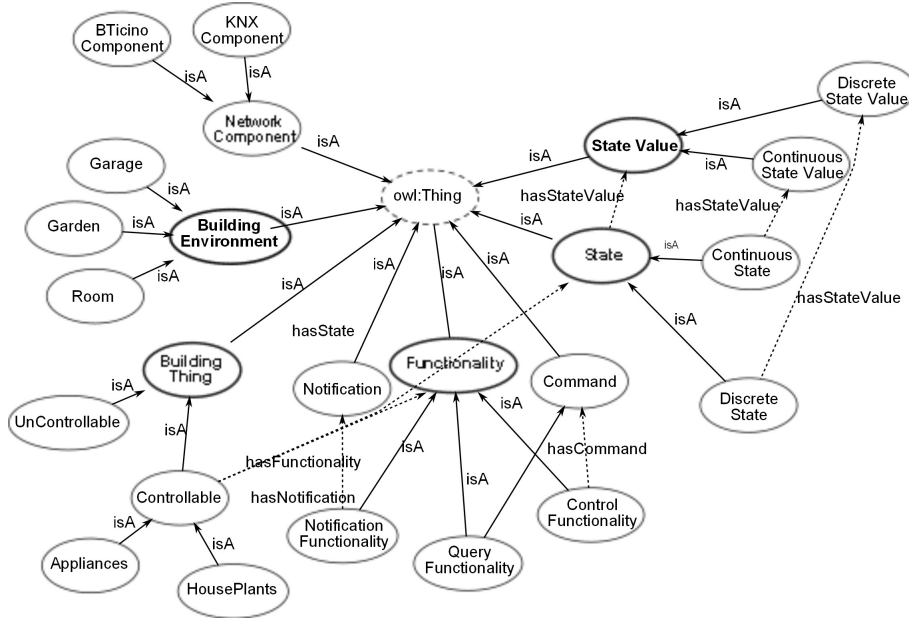 BTicino
Component
KNX
Component
isA
isA
Network
Component
isA
Discrete
State Value
isA
State Value
isA
isA
Continuous
State Value
Garage
isA
owl:Thing
hasStateValue
hasStateValue
Garden
isA
Building
Environment
isA
isA
State
isA
Continuous
State
Room
isA
isA
isA
isA
isA
hasStateValue
hasState
isA
Building
Thing
Notification
Functionality
Command
isA
Discrete
State
UnControllable
isA
isA
isA
hasFunctionality
hasCommand
isA
Controllable
hasNotification
Control
Functionality
isA
isA
Notification
Functionality
Query
Functionality
Appliances
HousePlants